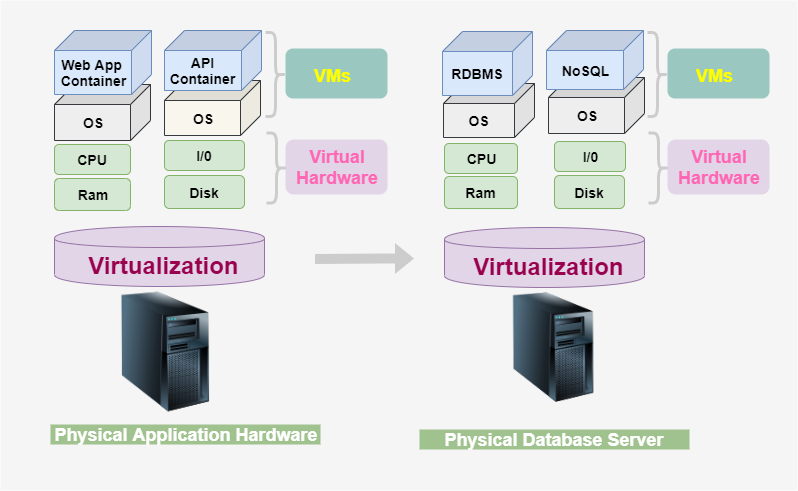 Web App
Container
API
Container
VMs
OS
OS
CPU
I/0
Virtual
Hardware
Ram
Disk
Virtualization
Physical Application Hardware
RDBMS
NoSQL
VMs
OS
OS
CPU
I/0
Virtual
Hardware
Ram
Disk
Virtualization
Physical Database Server